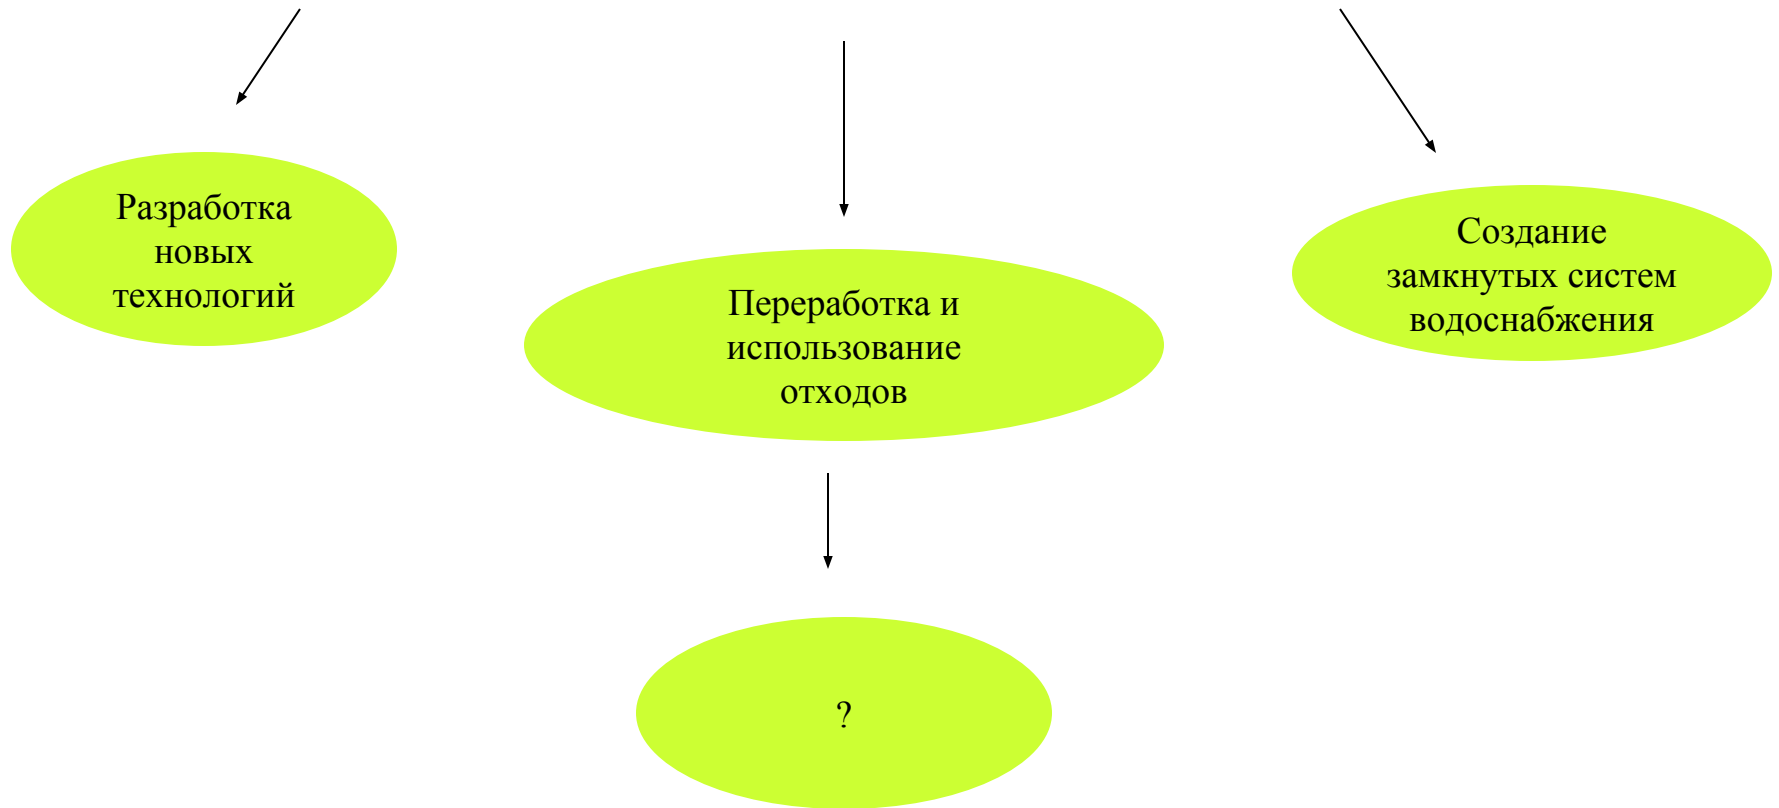 Разработка
новых
технологий
Переработка и
использование
отходов
Создание
замкнутых систем
водоснабжения
?